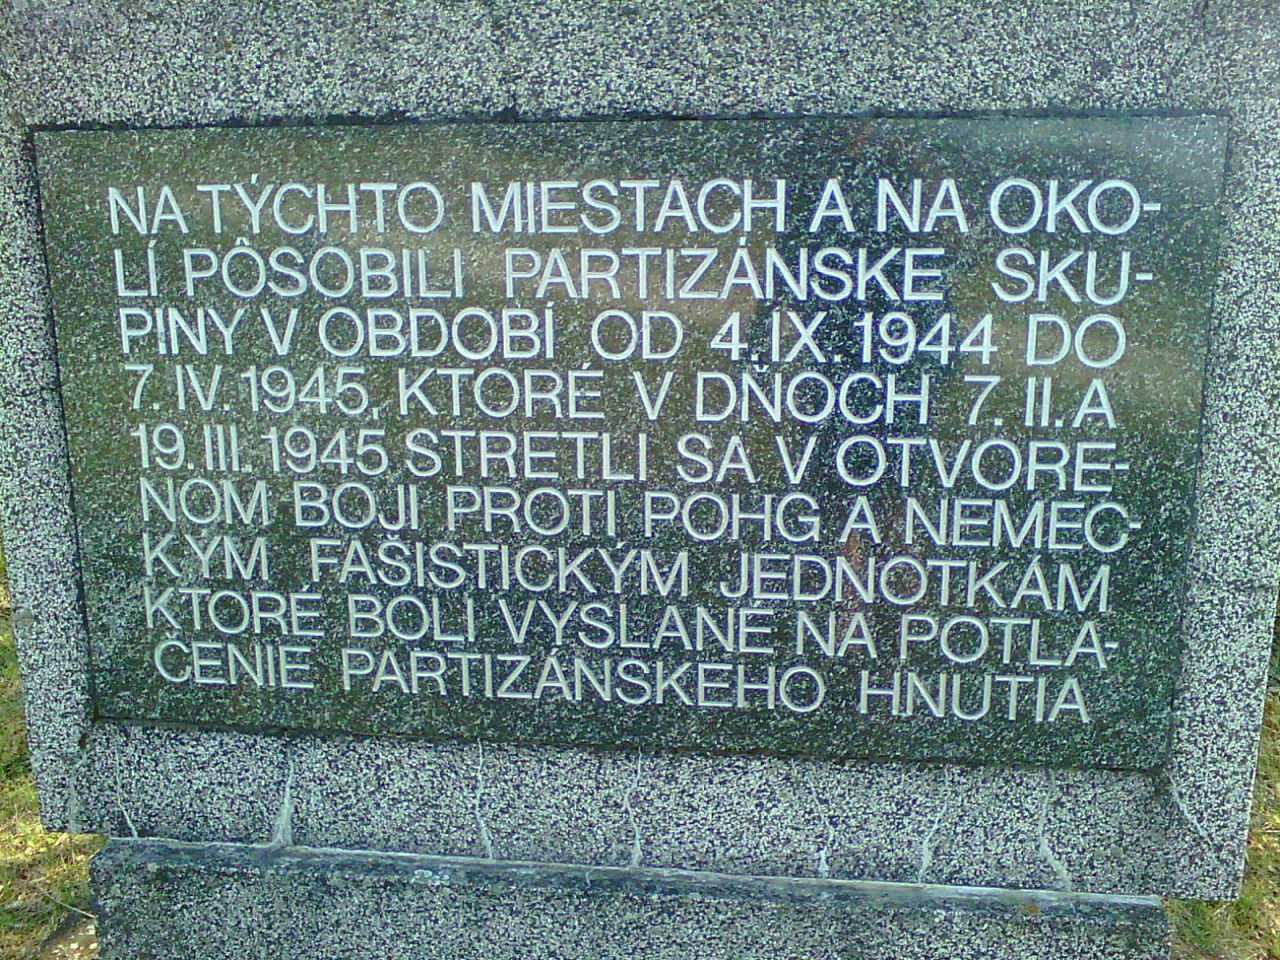 NA TÝCHTO MIESTACH A NA OKO-
LÍ PÔSOBILI PARTIZÁNSKE SKU-
PINY V OBDOBÍ OD 4. IX. 1944 DO
7. IV. 1945, KTORÉ V DŇOCH 7. II. A
19. III. 1945 STRETLI SA V OTVORE-
NOM BOJI PROTI POHG A NEMEC-
KÝM FAŠISTICKÝM JEDNOTKÁM
KTORÉ BOLI VYSLANÉ NA POTLA-
ČENIE PARTIZÁNSKEHO HNUTIA